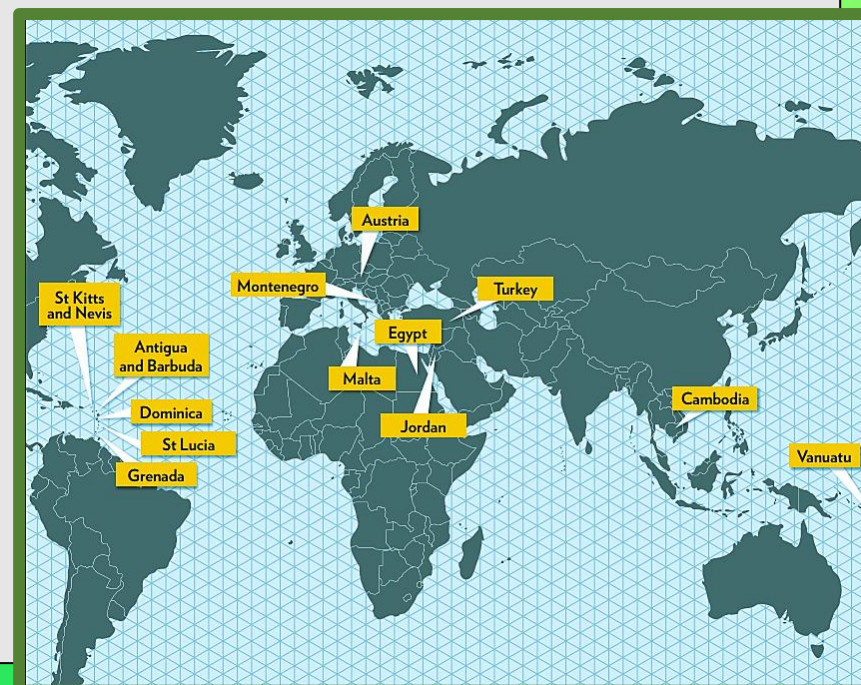 Austria
Montenegro
Turkey
St Kitts
and Nevis
Egypt
Antigua
and Barbuda
Malta
Cambodia
Dominica
Jordan
St Lucia
Vanuatu
Grenada